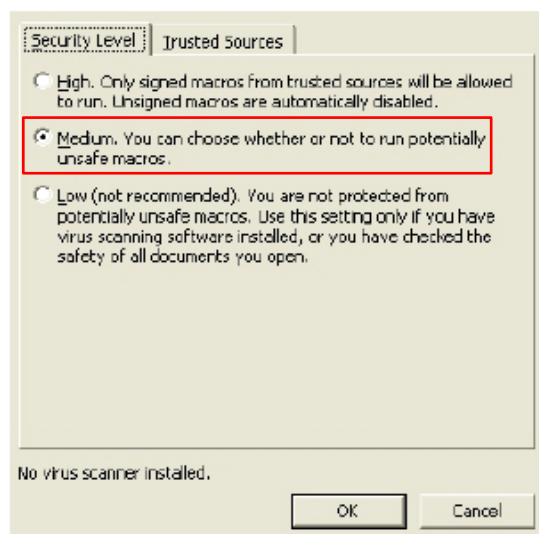 Security Level Trusted Sources
High. Only signed macros from trusted sources will be allowed
to run. Unsigned macros are automatically disabled.
Medium. You can choose whether or not to run potentially
unsafe macros.
Low (not recommended). You are not protected from
potentially unsafe macros. Use this setting only if you have
virus scanning software installed, or you have checked the
safety of all documents you open.
No virus scanner installed.
OK Cancel